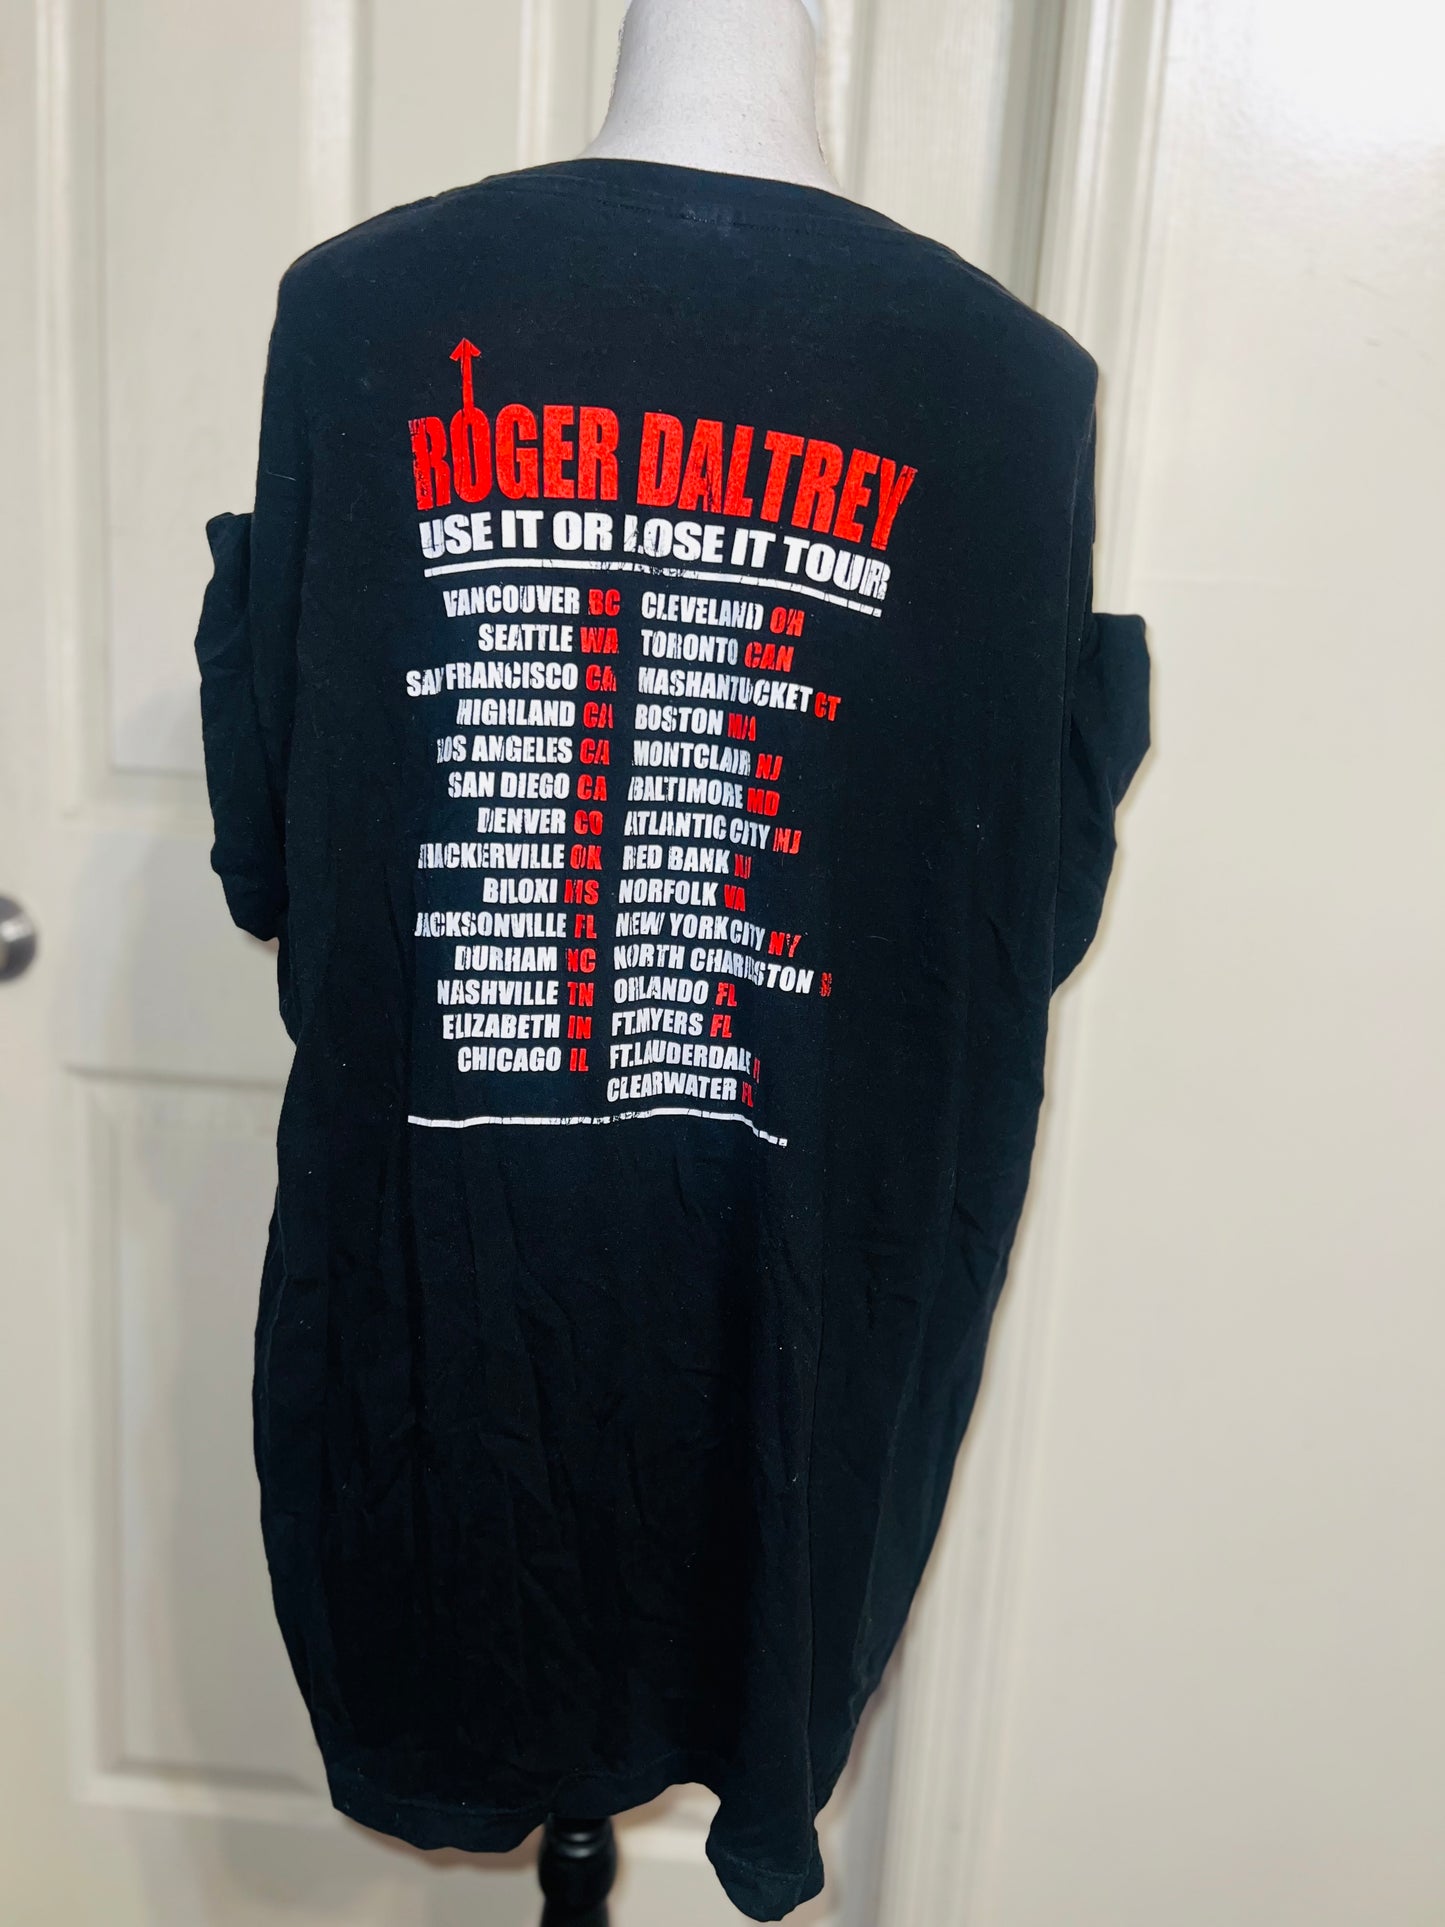 ROGER DALTREY
USE IT OR LOSE IT TOUR
VANCOUVER BC
SEATTLE WA
SAN FRANCISCO CA
HIGHLAND CA
LOS ANGELES CA
SAN DIEGO CA
DENVER CO
THACKERVILLE OK
BILOXI MS
JACKSONVILLE FL
DURHAM NC
NASHVILLE TN
ELIZABETH IN
CHICAGO IL
CLEVELAND OH
TORONTO CAN
MASHANTUCKET CT
BOSTON MA
MONTCLAIR NJ
BALTIMORE MD
ATLANTIC CITY NJ
RED BANK NJ
NORFOLK VA
NEW YORK CITY NY
NORTH CHARLESTON
ORLANDO FL
FT.MYERS FL
FT.LAUDERDALE
CLEARWATER FL